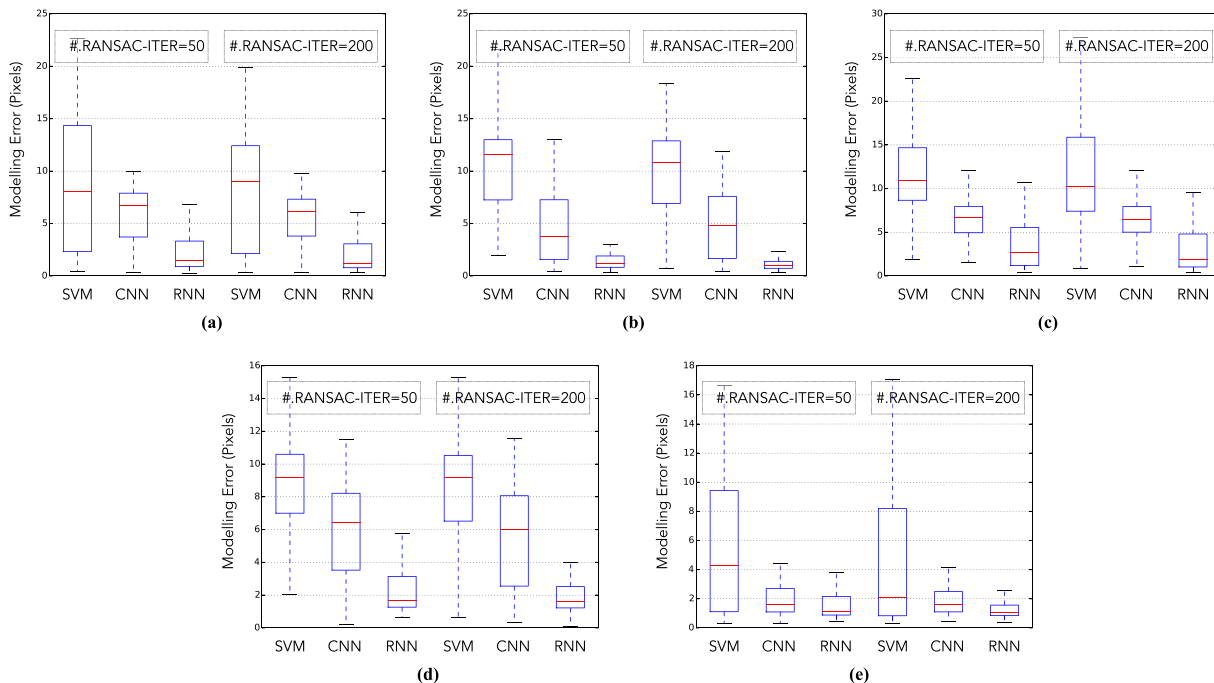 25
20
15
10
5
0
Modelling Error (Pixels)
#.RANSAC-ITER=50
#.RANSAC-ITER=200
SVM CNN RNN SVM CNN RNN
(a)
25
20
15
10
5
0
Modelling Error (Pixels)
#.RANSAC-ITER=50
#.RANSAC-ITER=200
SVM CNN RNN SVM CNN RNN
(b)
30
25
20
15
10
5
0
Modelling Error (Pixels)
#.RANSAC-ITER=50
#.RANSAC-ITER=200
SVM CNN RNN SVM CNN RNN
(c)
16
14
12
10
8
6
4
2
0
Modelling Error (Pixels)
#.RANSAC-ITER=50
#.RANSAC-ITER=200
SVM CNN RNN SVM CNN RNN
(d)
18
16
14
12
10
8
6
4
2
0
Modelling Error (Pixels)
#.RANSAC-ITER=50
#.RANSAC-ITER=200
SVM CNN RNN SVM CNN RNN
(e)